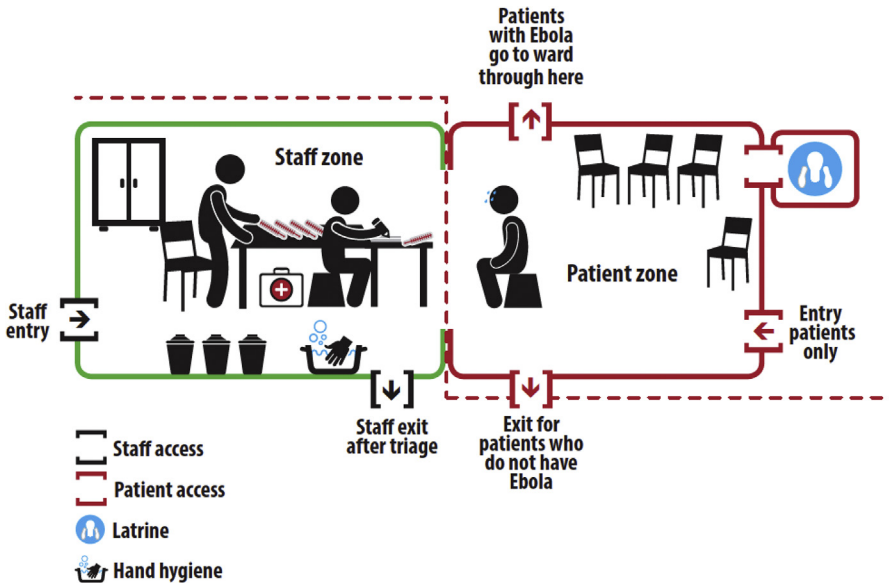 Patients
with Ebola
go to ward
through here
Staff zone
Patient zone
Staff
entry
Entry
patients
only
Staff exit
after triage
Exit for
patients who
do not have
Ebola
Staff access
Patient access
Latrine
Hand hygiene